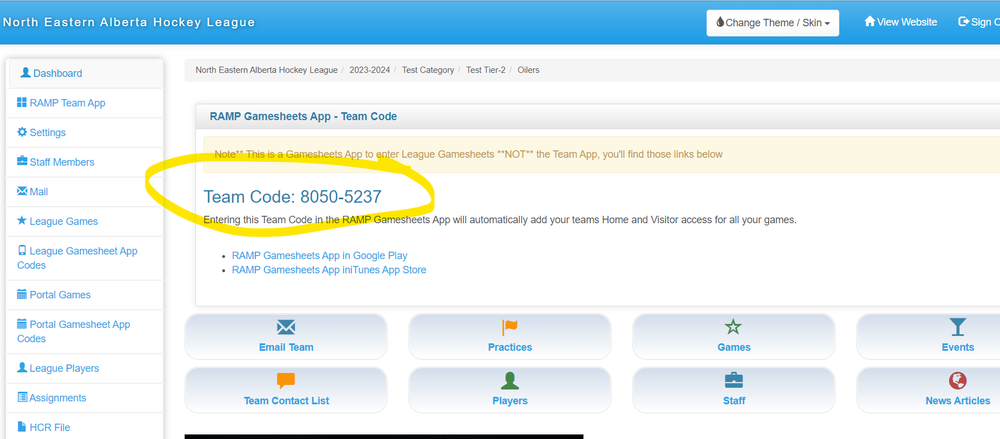 North Eastern Alberta Hockey League
Change Theme / Skin
View Website
Sign
Dashboard
RAMP Team App
Settings
Staff Members
Mail
League Games
League Gamesheet App
Codes
Portal Games
Portal Gamesheet App
Codes
League Players
Assignments
HCR File
North Eastern Alberta Hockey League / 2023-2024 / Test Category / Test Tier-2 / Oilers
RAMP Gamesheets App - Team Code
Note** This is a Gamesheets App to enter League Gamesheets **NOT** the Team App, you'll find those links below
Team Code: 8050-5237
Entering this Team Code in the RAMP Gamesheets App will automatically add your teams Home and Visitor access for all your games.
RAMP Gamesheets App in Google Play
RAMP Gamesheets App iniTunes App Store
Email Team
Practices
Games
Events
Team Contact List
Players
Staff
News Articles